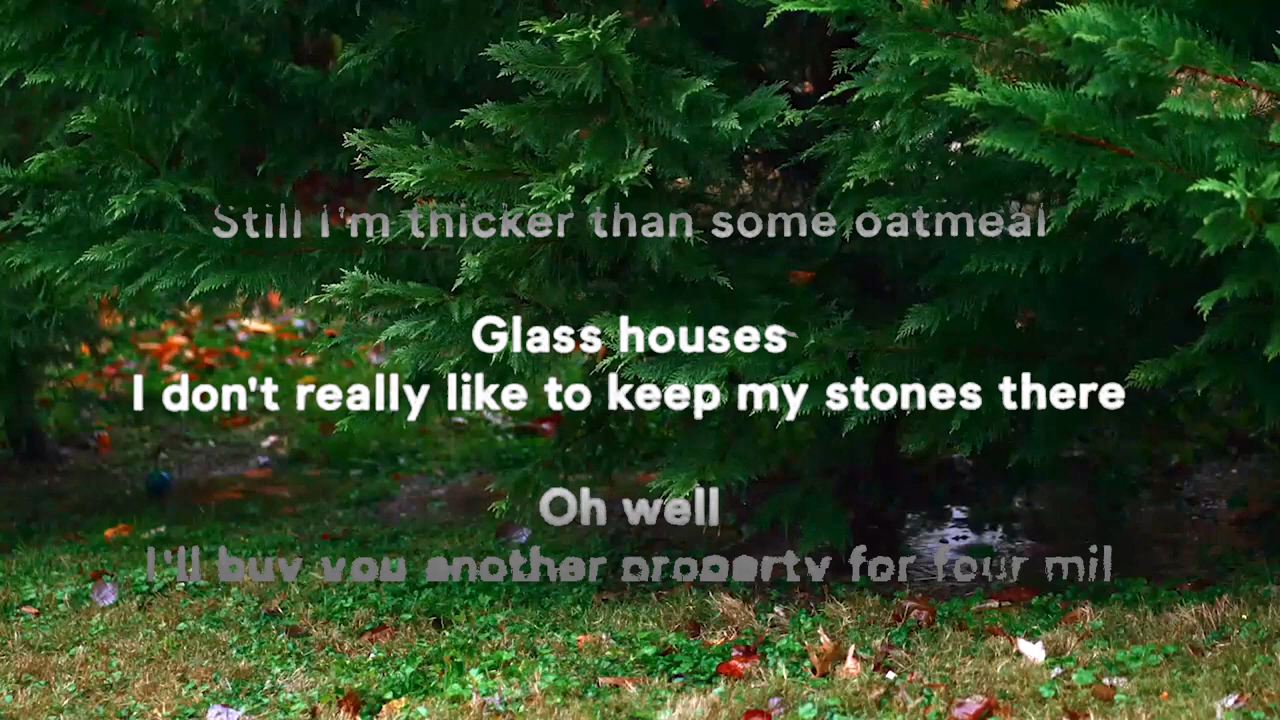 Still I'm thicker than some oatmeal
Glass houses
I don't really like to keep my stones there
Oh well
I'll buy you another property for four mil